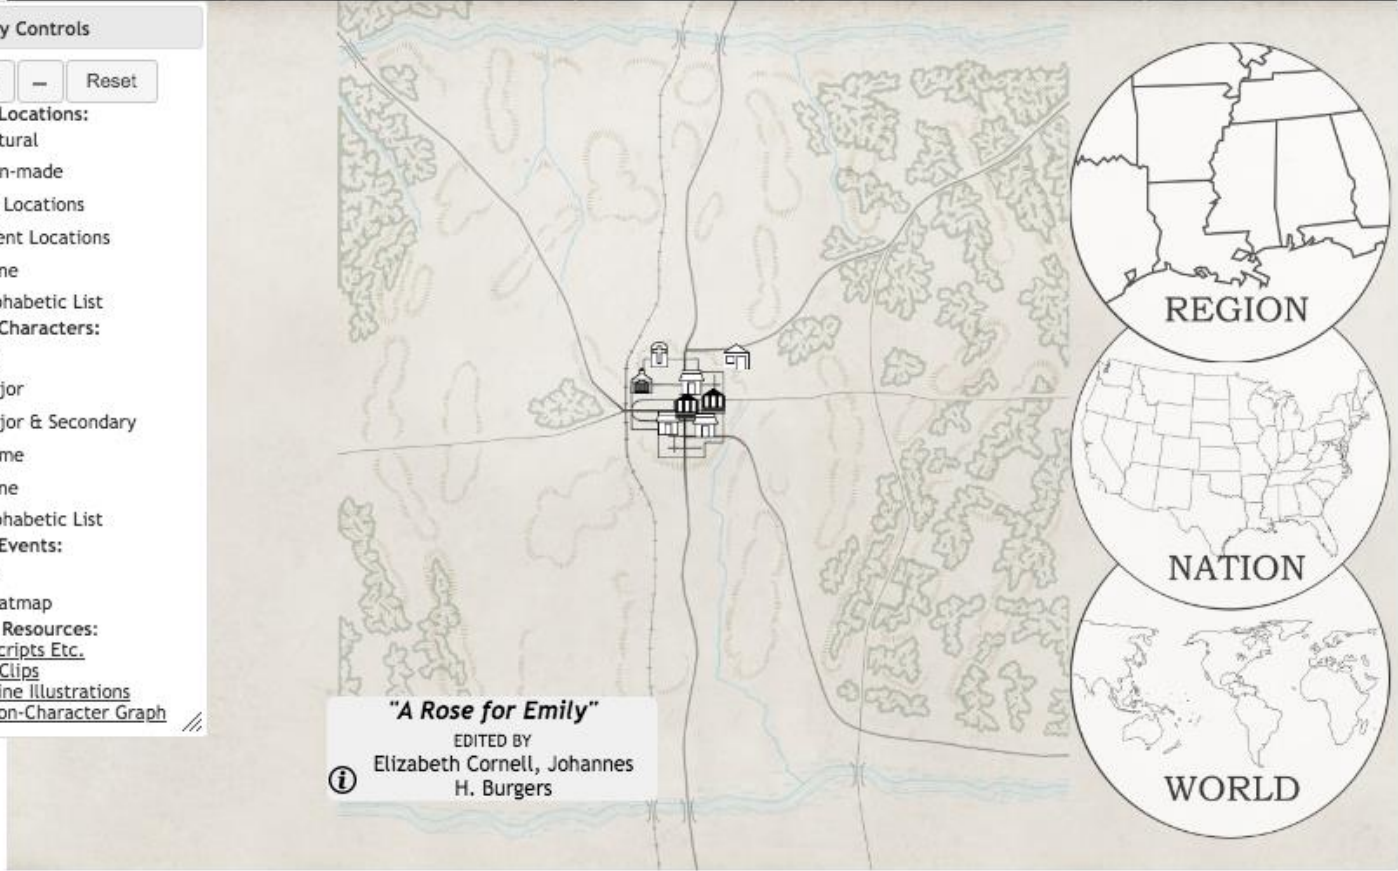 y Controls
–
Reset
Locations:
tural
n-made
Locations
ent Locations
ne
phabetic List
Characters:
jor
jor & Secondary
me
ne
phabetic List
Events:
atmap
Resources:
cripts Etc.
Clips
ine Illustrations
on-Character Graph
"A Rose for Emily"
EDITED BY
Elizabeth Cornell, Johannes
H. Burgers
i
REGION
NATION
WORLD